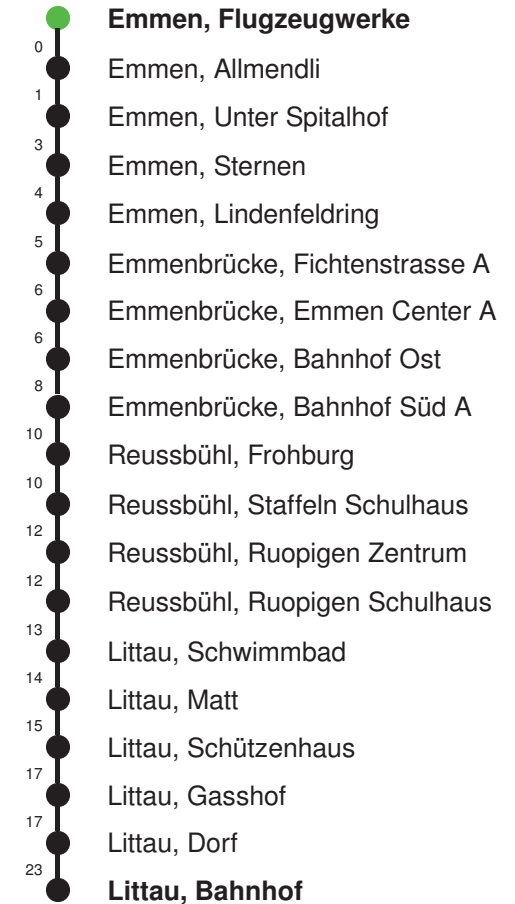 Emmen, Flugzeugwerke
0
Emmen, Allmendli
1
Emmen, Unter Spitalhof
3
Emmen, Sternen
4
Emmen, Lindenfeldring
5
Emmenbrücke, Fichtenstrasse A
6
Emmenbrücke, Emmen Center A
6
Emmenbrücke, Bahnhof Ost
8
Emmenbrücke, Bahnhof Süd A
10
Reussbühl, Frohburg
10
Reussbühl, Staffeln Schulhaus
12
Reussbühl, Ruopigen Zentrum
12
Reussbühl, Ruopigen Schulhaus
13
Littau, Schwimmbad
14
Littau, Matt
15
Littau, Schützenhaus
17
Littau, Gasshof
17
Littau, Dorf
23
Littau, Bahnhof